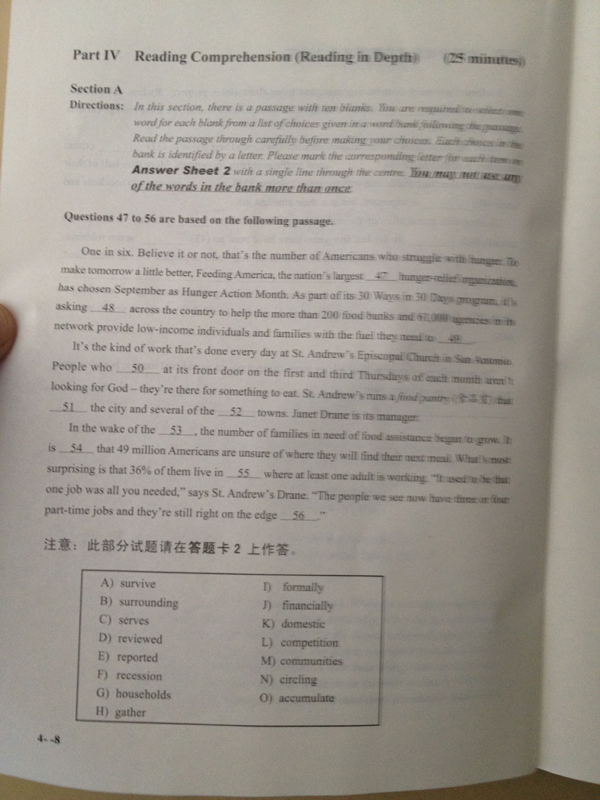 Part IV Reading Comprehension (Reading in Depth) (25 minutes)
Section A
Directions: In this section, there is a passage with ten blanks. You are required to select one
word for each blank from a list of choices given in a word bank following the passage.
Read the passage through carefully before making your choices. Each choice in the
bank is identified by a letter. Please mark the corresponding letter for each item on
Answer Sheet 2 with a single line through the centre. You may not use any
of the words in the bank more than once.
Questions 47 to 56 are based on the following passage.
One in six. Believe it or not, that's the number of Americans who struggle with hunger. To
make tomorrow a little better, Feeding America, the nation's largest 47 hunger-relief organization,
has chosen September as Hunger Action Month. As part of its 30 Ways in 30 Days program, it's
asking 48 across the country to help the more than 200 food banks and 61,000 agencies in its
network provide low-income individuals and families with the fuel they need to 49
It's the kind of work that's done every day at St. Andrew's Episcopal Church in San Antonio.
People who 50 at its front door on the first and third Thursdays of each month aren't
looking for God – they're there for something to eat. St. Andrew's runs a food pantry (食品室) that
51 the city and several of the 52 towns. Janet Drane is its manager.
In the wake of the 53 , the number of families in need of food assistance began to grow. It
is 54 that 49 million Americans are unsure of where they will find their next meal. What's most
surprising is that 36% of them live in 55 where at least one adult is working. "It used to be that
one job was all you needed," says St. Andrew's Drane. "The people we see now have three or four
part-time jobs and they're still right on the edge 56 ."
注意：此部分试题请在答题卡 2 上作答。
A) survive I) formally
B) surrounding J) financially
C) serves K) domestic
D) reviewed L) competition
E) reported M) communities
F) recession N) circling
G) households O) accumulate
H) gather
4- -8